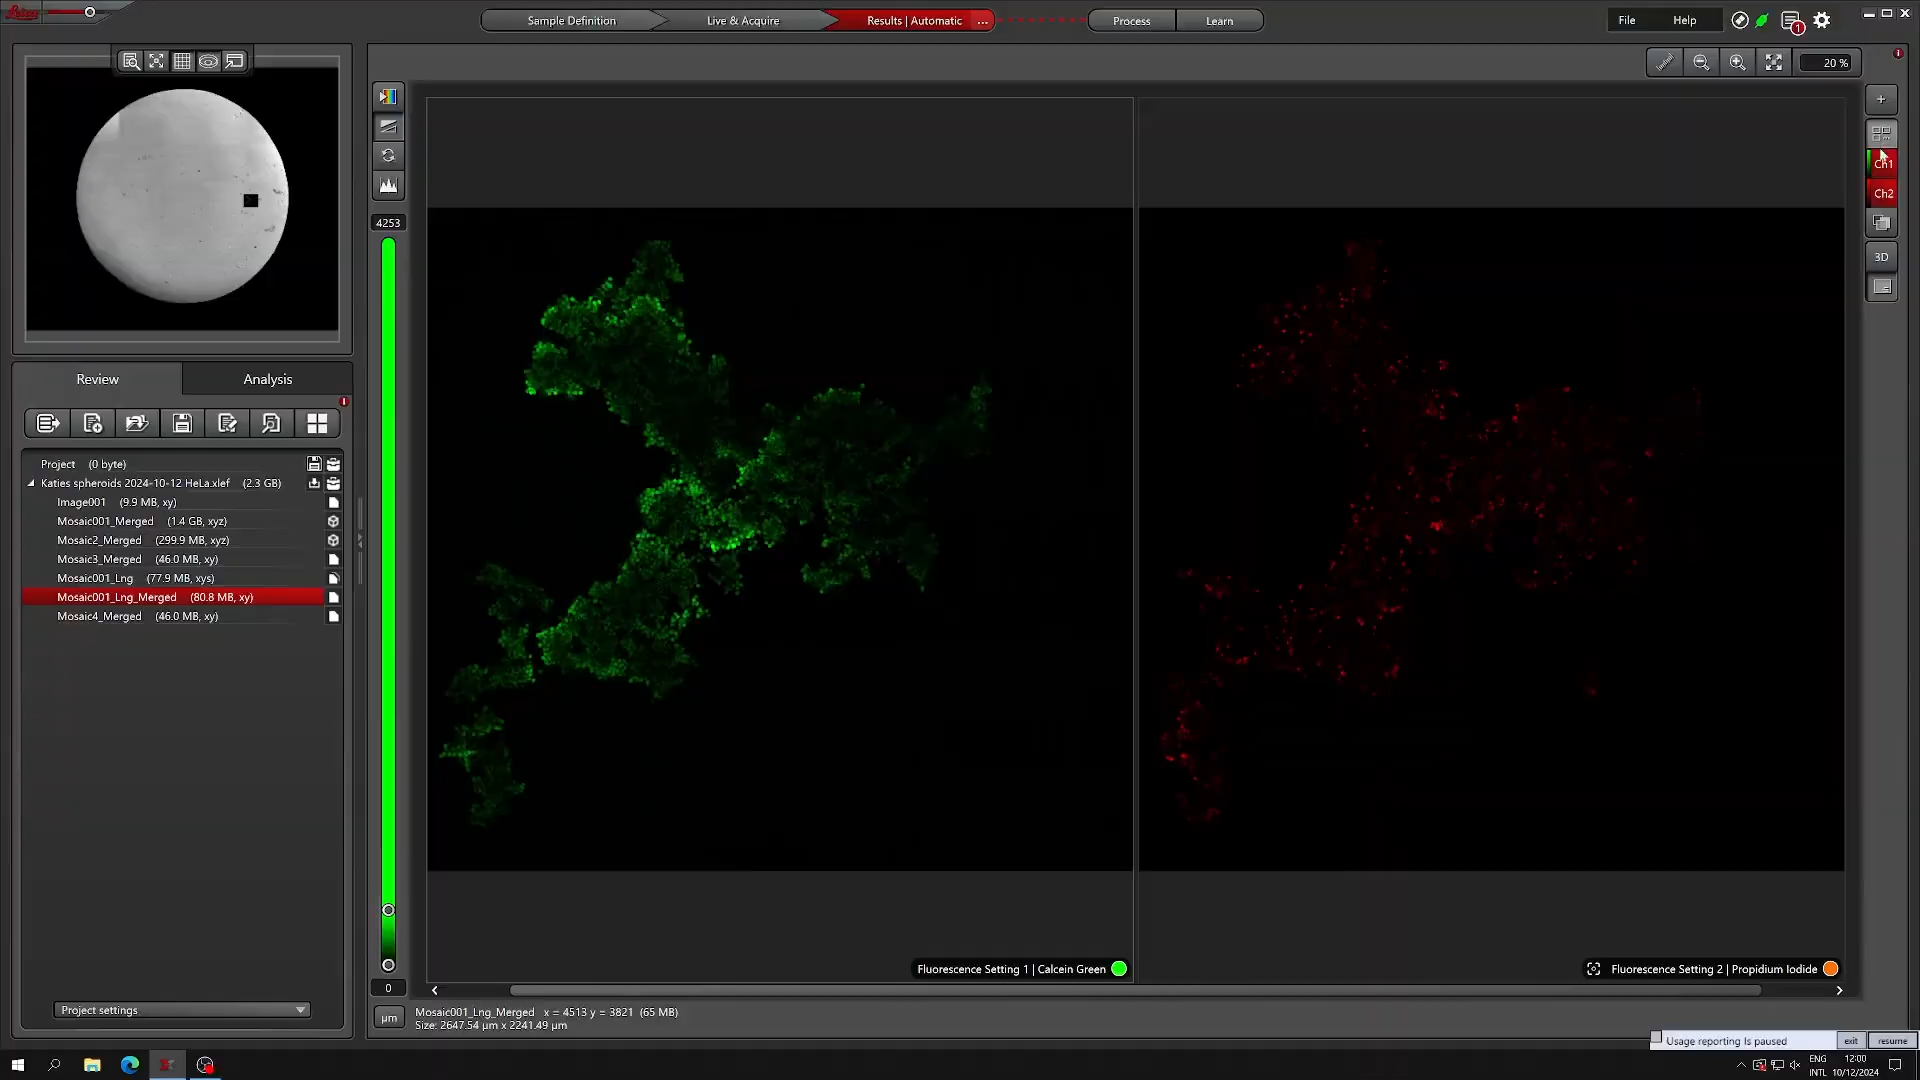 Leica
Sample Definition
Live & Acquire
Results | Automatic ...
Process
Learn
File
Help
1
20 %
Ch1
Ch2
3D
4253
Review
Analysis
Project (0 byte)
Katies spheroids 2024-10-12 HeLa.xlef (2.3 GB)
Image001 (9.9 MB, xy)
Mosaic001_Merged (1.4 GB, xyz)
Mosaic2_Merged (299.9 MB, xyz)
Mosaic3_Merged (46.0 MB, xy)
Mosaic001_Lng (77.9 MB, xys)
Mosaic001_Lng_Merged (80.8 MB, xy)
Mosaic4_Merged (46.0 MB, xy)
Fluorescence Setting 1 | Calcein Green
Fluorescence Setting 2 | Propidium Iodide
0
Project settings
µm
Mosaic001_Lng_Merged x = 4513 y = 3821 (65 MB)
Size: 2647.54 µm x 2241.49 µm
Usage reporting Is paused
exit
resume
ENG
INTL
12:00
10/12/2024